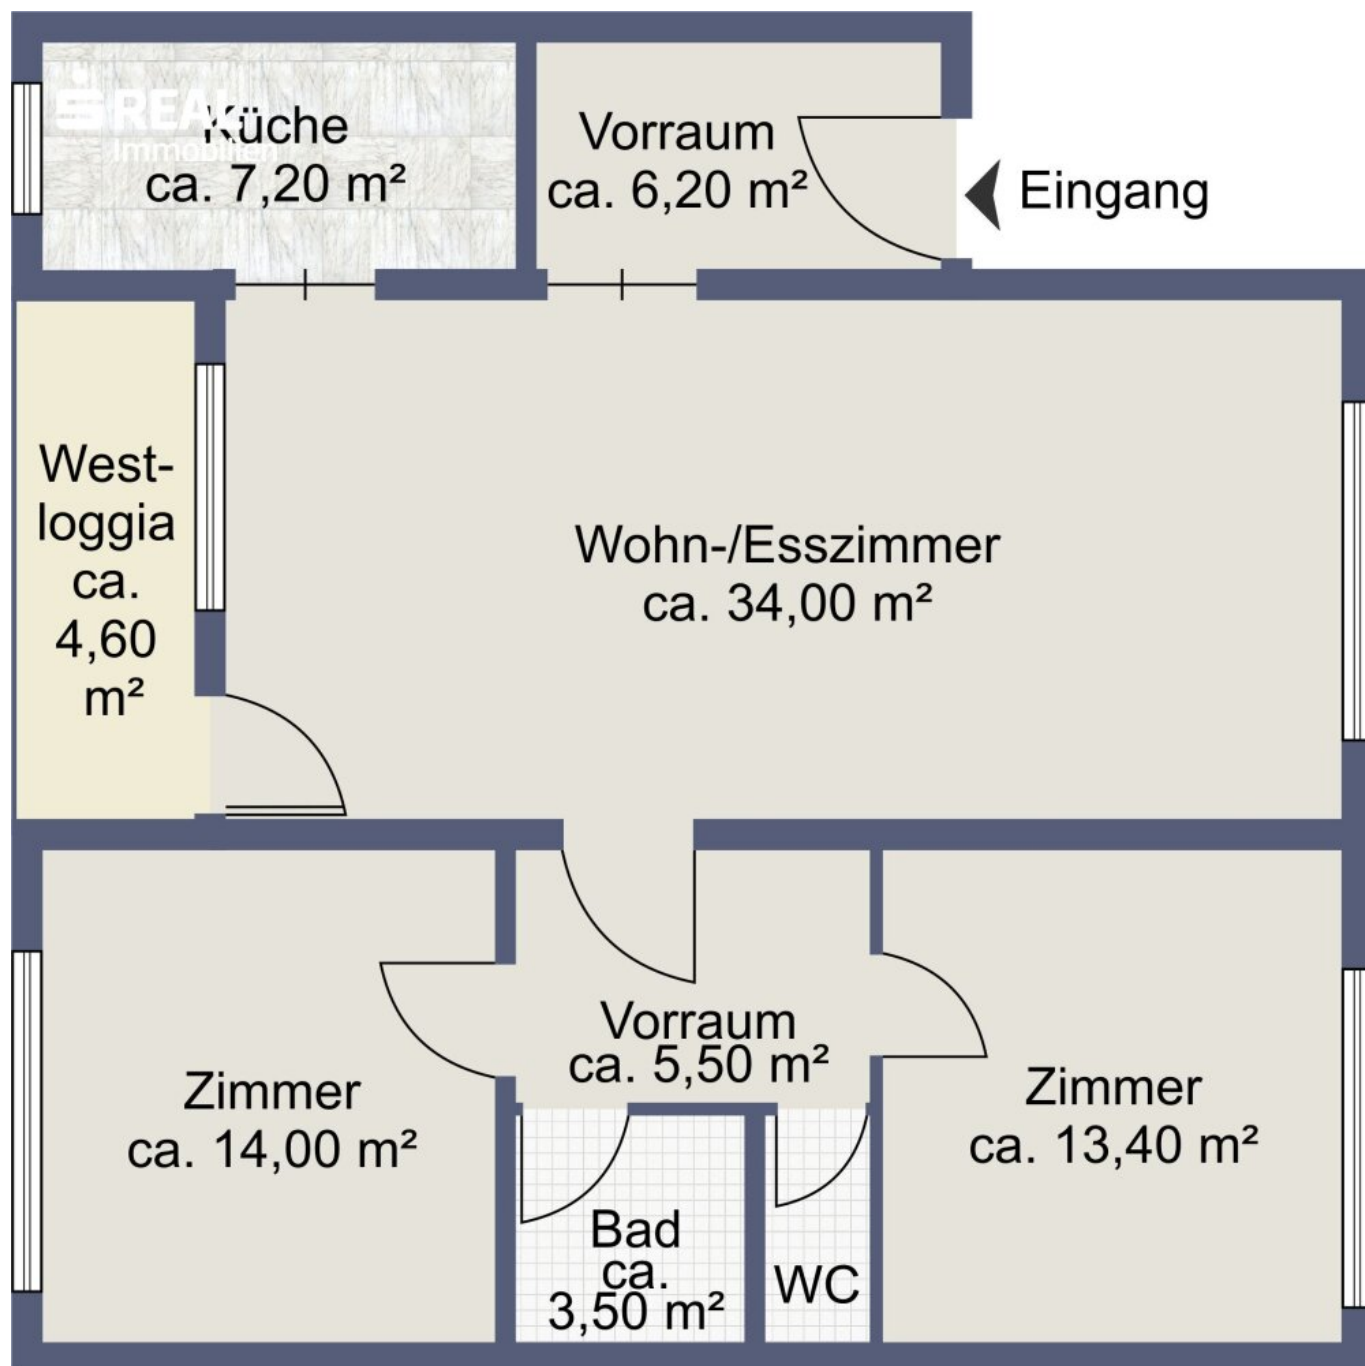 S REAL
Immobilien
Küche
ca. 7,20 m²
Vorraum
ca. 6,20 m²
Eingang
West-
loggia
ca.
4,60
m²
Wohn-/Esszimmer
ca. 34,00 m²
Vorraum
ca. 5,50 m²
Zimmer
ca. 14,00 m²
Zimmer
ca. 13,40 m²
Bad
ca.
3,50 m²
WC